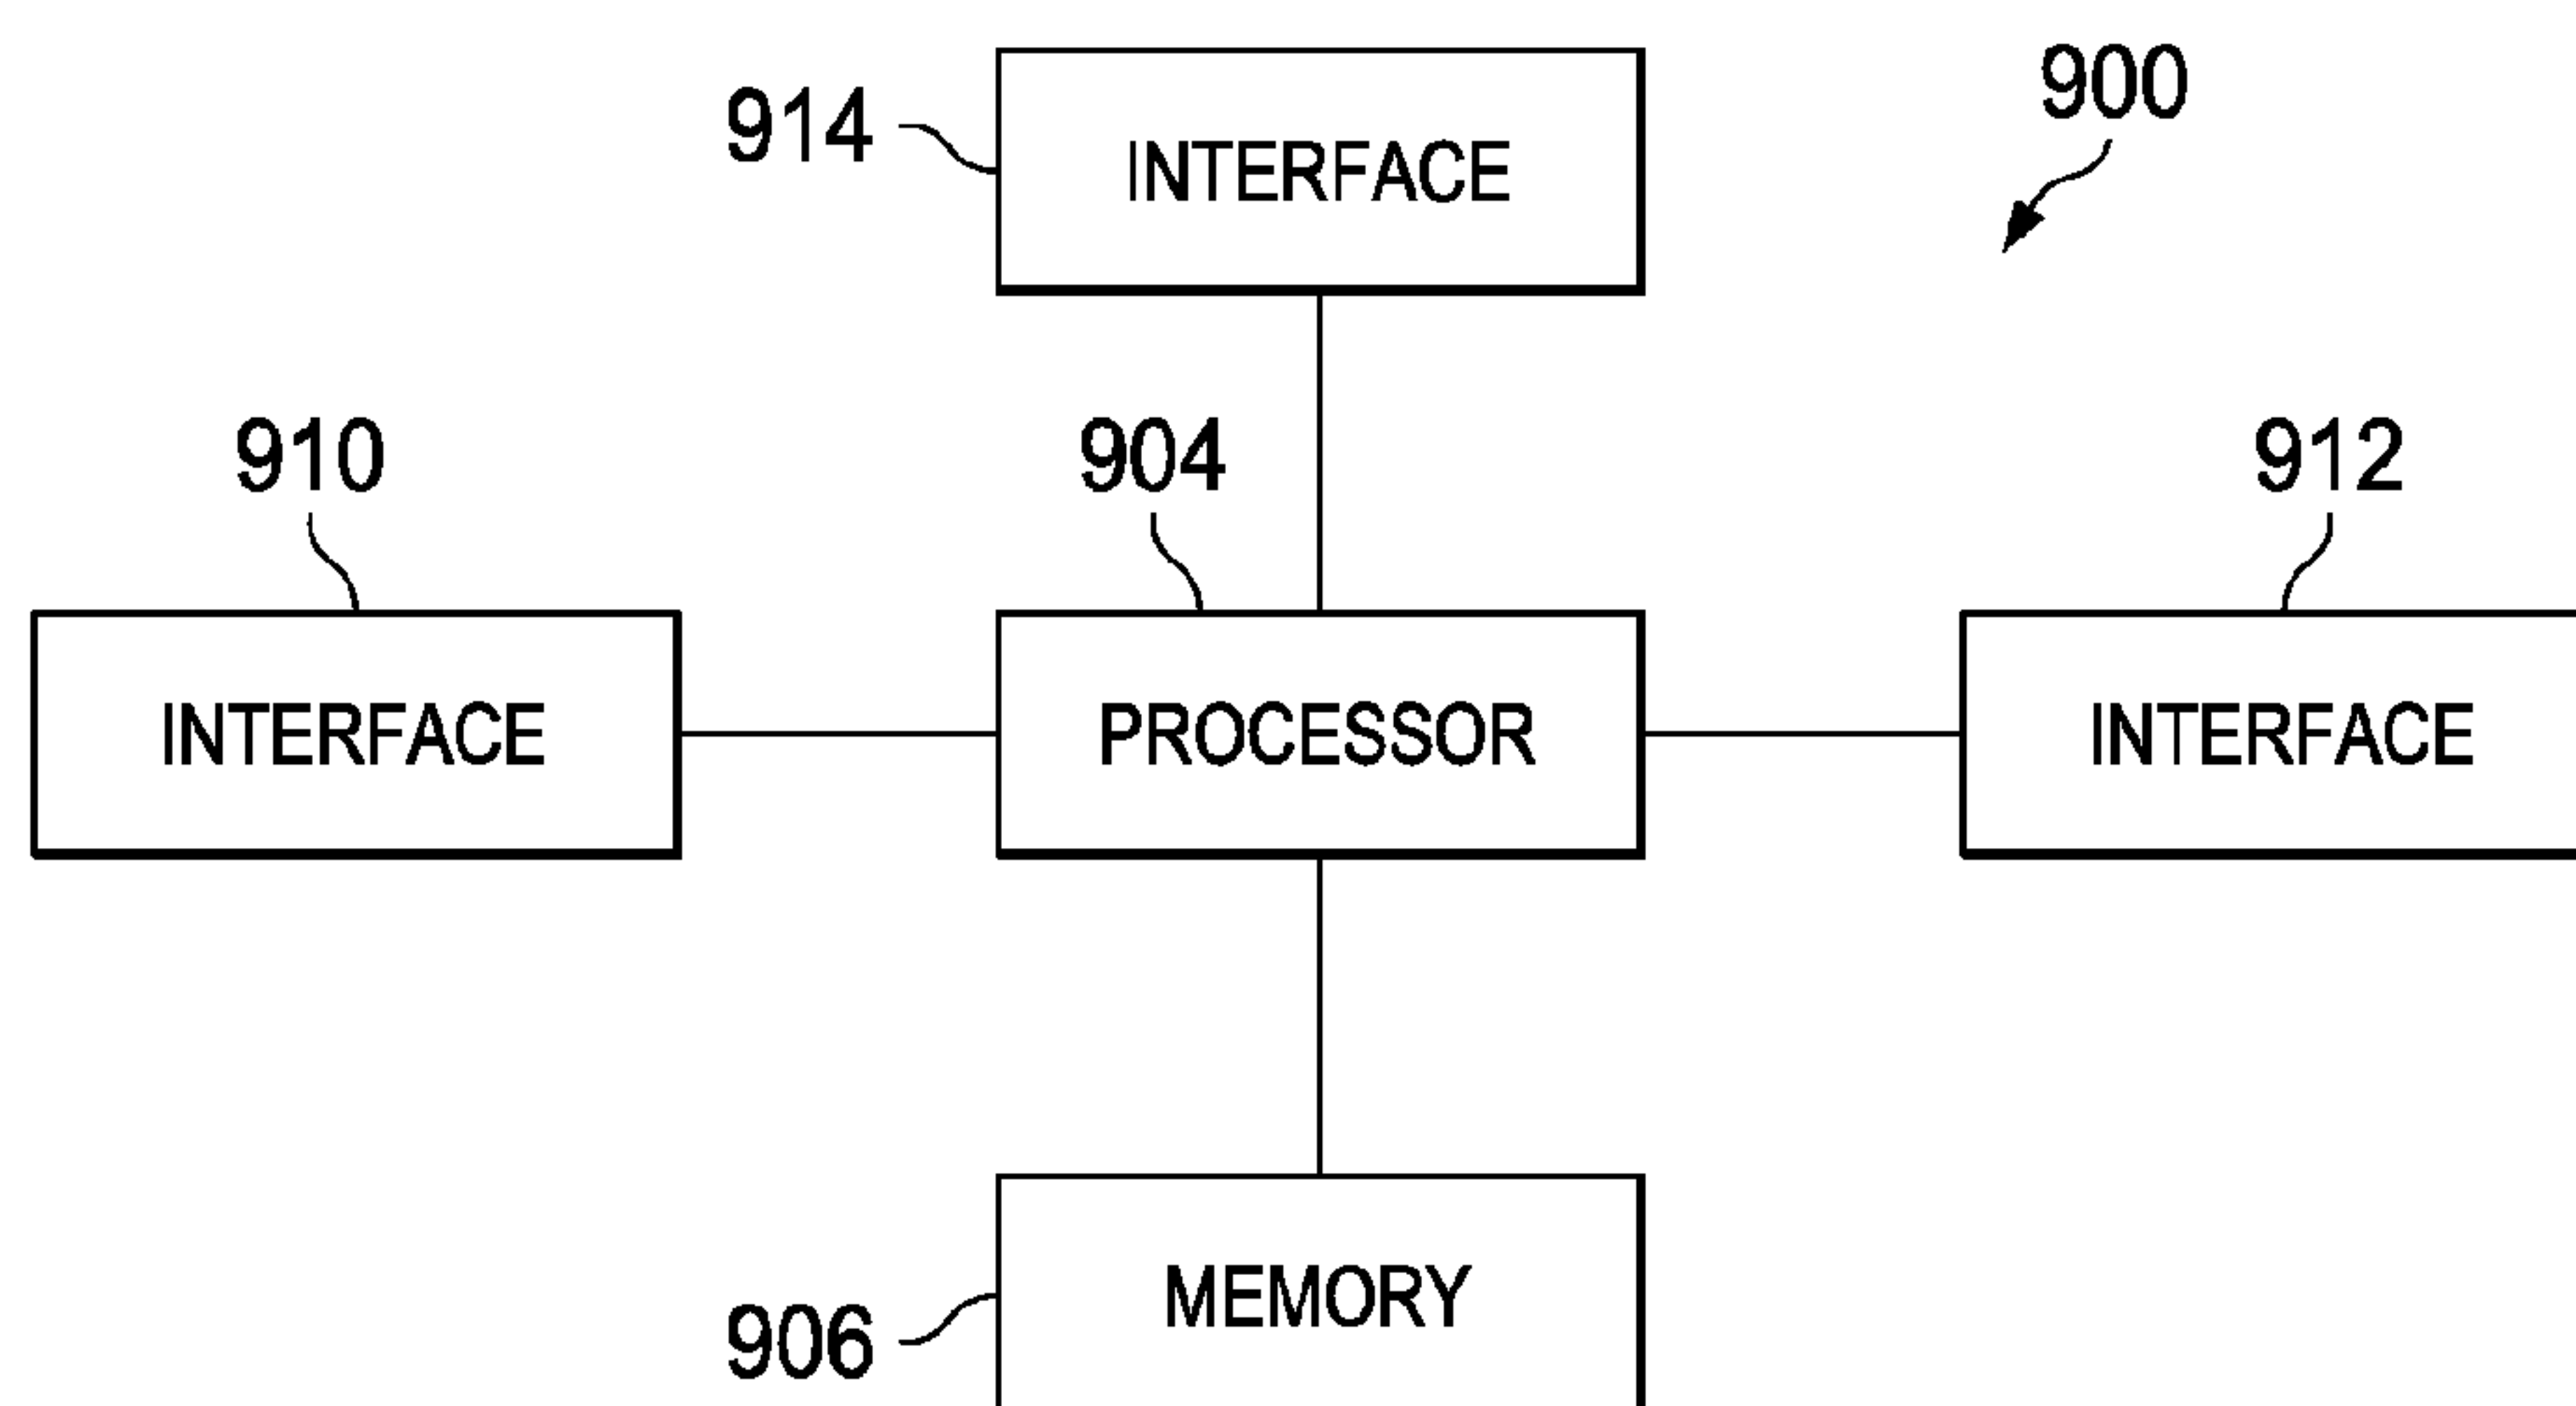 900
914
INTERFACE
910
904
912
INTERFACE
PROCESSOR
INTERFACE
MEMORY
906